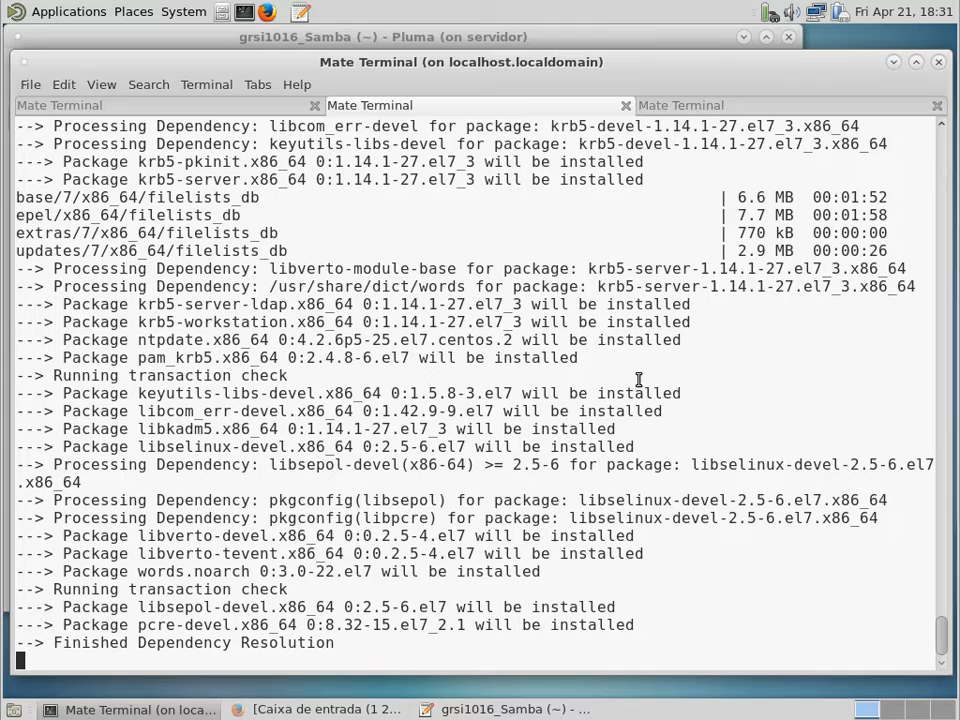 Applications Places System
Fri Apr 21, 18:31
grsi1016_Samba (~) - Pluma (on servidor)
Mate Terminal (on localhost.localdomain)
File Edit View Search Terminal Tabs Help
Mate Terminal
Mate Terminal
Mate Terminal
--> Processing Dependency: libcom_err-devel for package: krb5-devel-1.14.1-27.el7_3.x86_64
--> Processing Dependency: keyutils-libs-devel for package: krb5-devel-1.14.1-27.el7_3.x86_64
---> Package krb5-pkinit.x86_64 0:1.14.1-27.el7_3 will be installed
---> Package krb5-server.x86_64 0:1.14.1-27.el7_3 will be installed
base/7/x86_64/filelists_db | 6.6 MB 00:01:52
epel/x86_64/filelists_db | 7.7 MB 00:01:58
extras/7/x86_64/filelists_db | 770 kB 00:00:00
updates/7/x86_64/filelists_db | 2.9 MB 00:00:26
--> Processing Dependency: libverto-module-base for package: krb5-server-1.14.1-27.el7_3.x86_64
--> Processing Dependency: /usr/share/dict/words for package: krb5-server-1.14.1-27.el7_3.x86_64
---> Package krb5-server-ldap.x86_64 0:1.14.1-27.el7_3 will be installed
---> Package krb5-workstation.x86_64 0:1.14.1-27.el7_3 will be installed
---> Package ntpdate.x86_64 0:4.2.6p5-25.el7.centos.2 will be installed
---> Package pam_krb5.x86_64 0:2.4.8-6.el7 will be installed
--> Running transaction check
---> Package keyutils-libs-devel.x86_64 0:1.5.8-3.el7 will be installed
---> Package libcom_err-devel.x86_64 0:1.42.9-9.el7 will be installed
---> Package libkadm5.x86_64 0:1.14.1-27.el7_3 will be installed
---> Package libselinux-devel.x86_64 0:2.5-6.el7 will be installed
--> Processing Dependency: libsepol-devel(x86-64) >= 2.5-6 for package: libselinux-devel-2.5-6.el7
.x86_64
--> Processing Dependency: pkgconfig(libsepol) for package: libselinux-devel-2.5-6.el7.x86_64
--> Processing Dependency: pkgconfig(libpcre) for package: libselinux-devel-2.5-6.el7.x86_64
---> Package libverto-devel.x86_64 0:0.2.5-4.el7 will be installed
---> Package libverto-tevent.x86_64 0:0.2.5-4.el7 will be installed
---> Package words.noarch 0:3.0-22.el7 will be installed
--> Running transaction check
---> Package libsepol-devel.x86_64 0:2.5-6.el7 will be installed
---> Package pcre-devel.x86_64 0:8.32-15.el7_2.1 will be installed
--> Finished Dependency Resolution
Mate Terminal (on loca...
[Caixa de entrada (1 2...
grsi1016_Samba (~) - ...